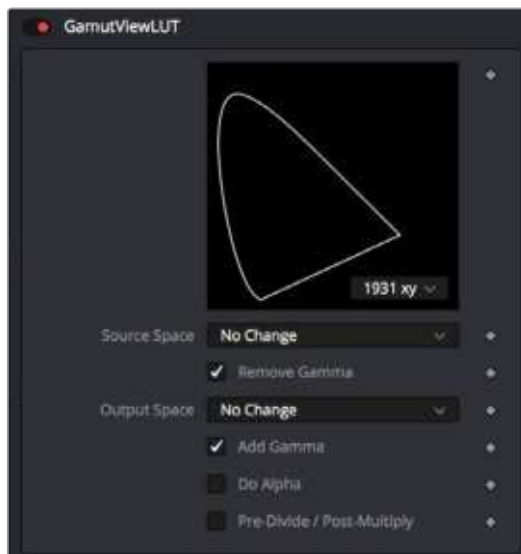 GamutViewLUT
1931 xy
Source Space No Change
Remove Gamma
Output Space No Change
Add Gamma
Do Alpha
Pre-Divide / Post-Multiply